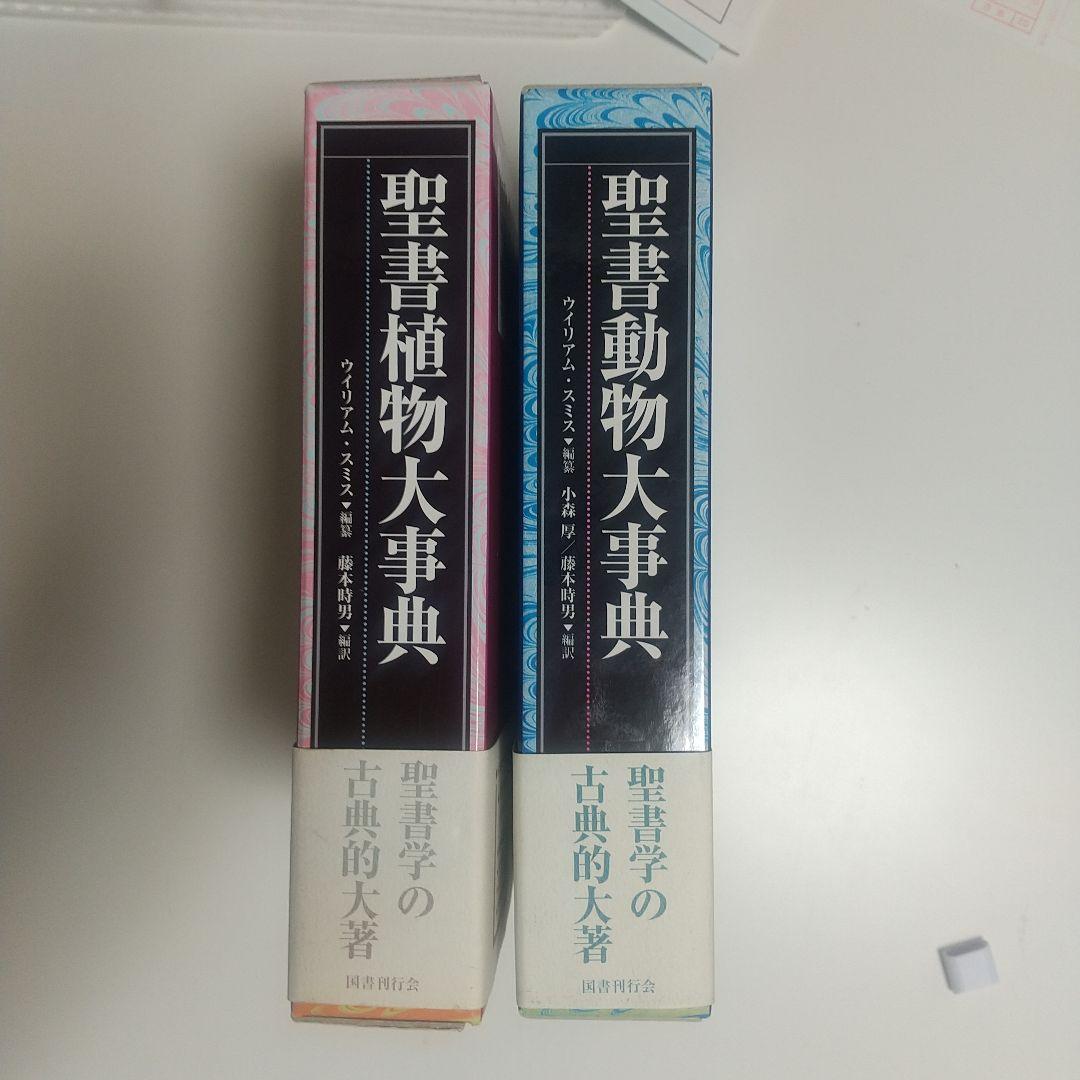 聖書植物大事典
ウイリアム・スミス▼編纂 藤本時男▼編訳
聖書学の
古典的大著
国書刊行会
聖書動物大事典
ウイリアム・スミス▼編纂 小森 厚／藤本時男▼編訳
聖書学の
古典的大著
国書刊行会